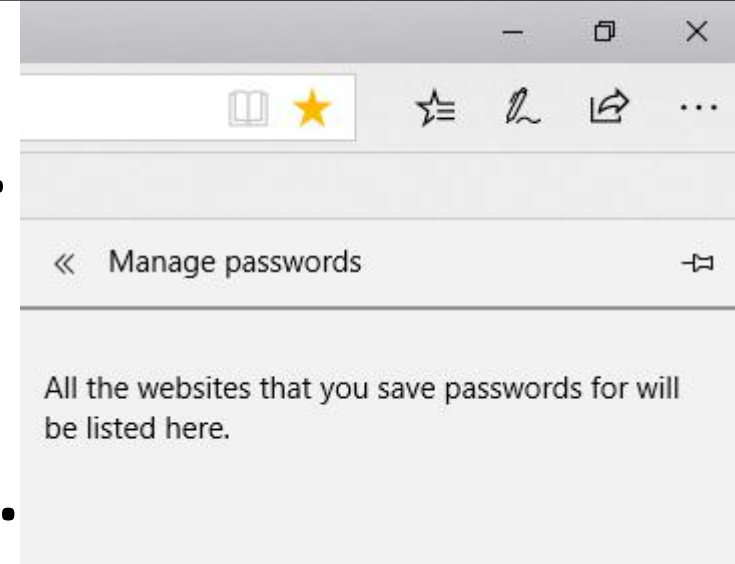 Manage passwords
All the websites that you save passwords for will
be listed here.